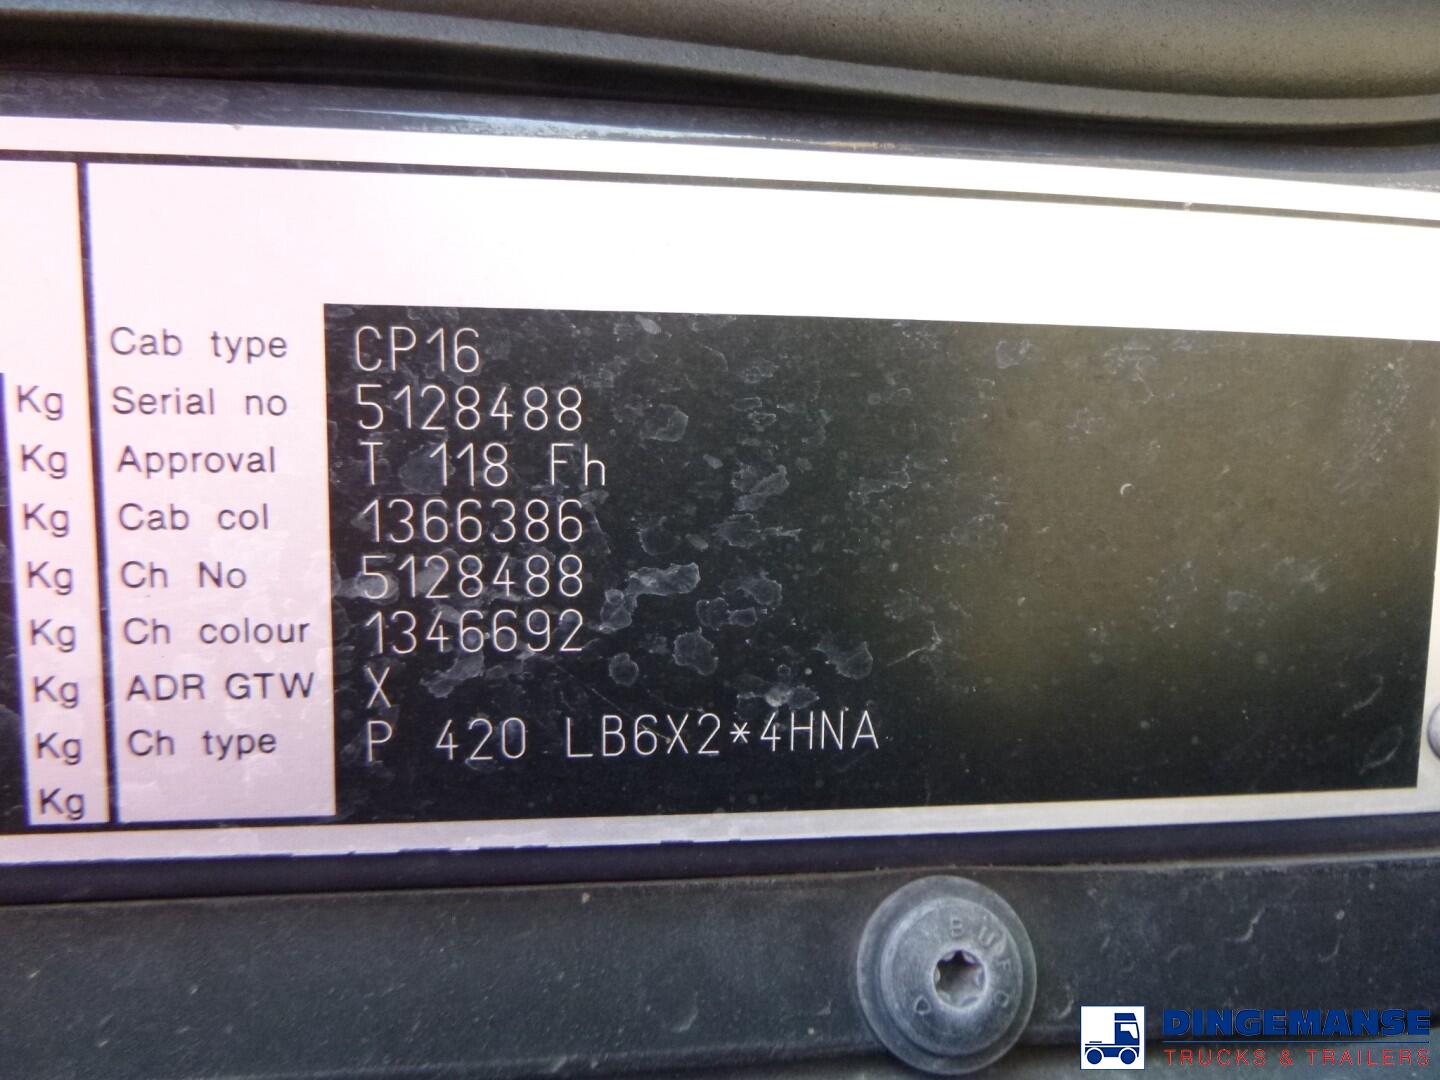 Cab type CP16
Kg Serial no 5128488
Kg Approval T 118 Fh
Kg Cab col 1366386
Kg Ch No 5128488
Kg Ch colour 1346692
Kg ADR GTW X
Kg Ch type P 420 LB6X2*4HNA
Kg
BUFO
DINGEMANSE
TRUCKS & TRAILERS